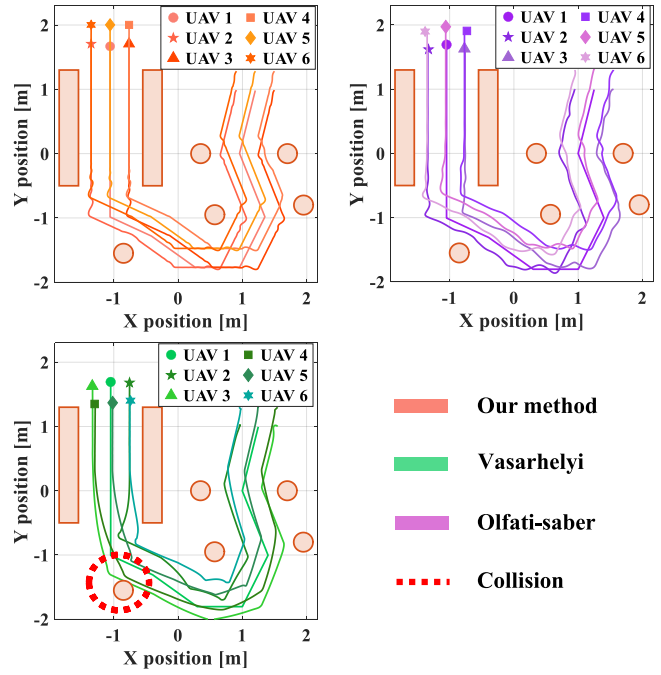 UAV 1 UAV 4
UAV 2 UAV 5
UAV 3 UAV 6
2
1
0
-1
-2
Y position [m]
-1 0 1 2
X position [m]
UAV 1 UAV 4
UAV 2 UAV 5
UAV 3 UAV 6
2
1
0
-1
-2
Y position [m]
-1 0 1 2
X position [m]
UAV 1 UAV 4
UAV 2 UAV 5
UAV 3 UAV 6
2
1
0
-1
-2
Y position [m]
-1 0 1 2
X position [m]
Our method
Vasarhelyi
Olfati-saber
Collision